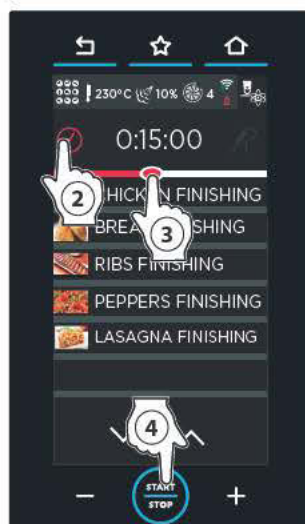 230°C 10% 4
0:15:00
2
3
CHICKEN FINISHING
BREAD FINISHING
RIBS FINISHING
PEPPERS FINISHING
LASAGNA FINISHING
4
START
STOP